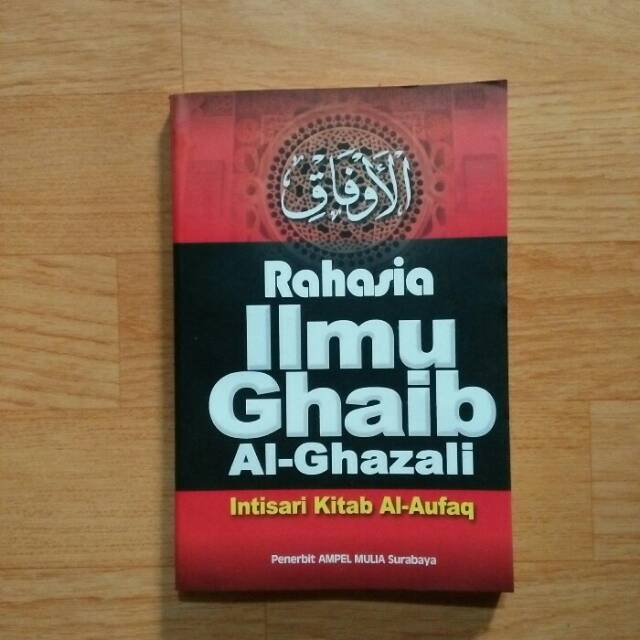 الأوفاق
Rahasia
Ilmu
Ghaib
Al-Ghazali
Intisari Kitab Al-Aufaq
Penerbit AMPEL MULIA Surabaya